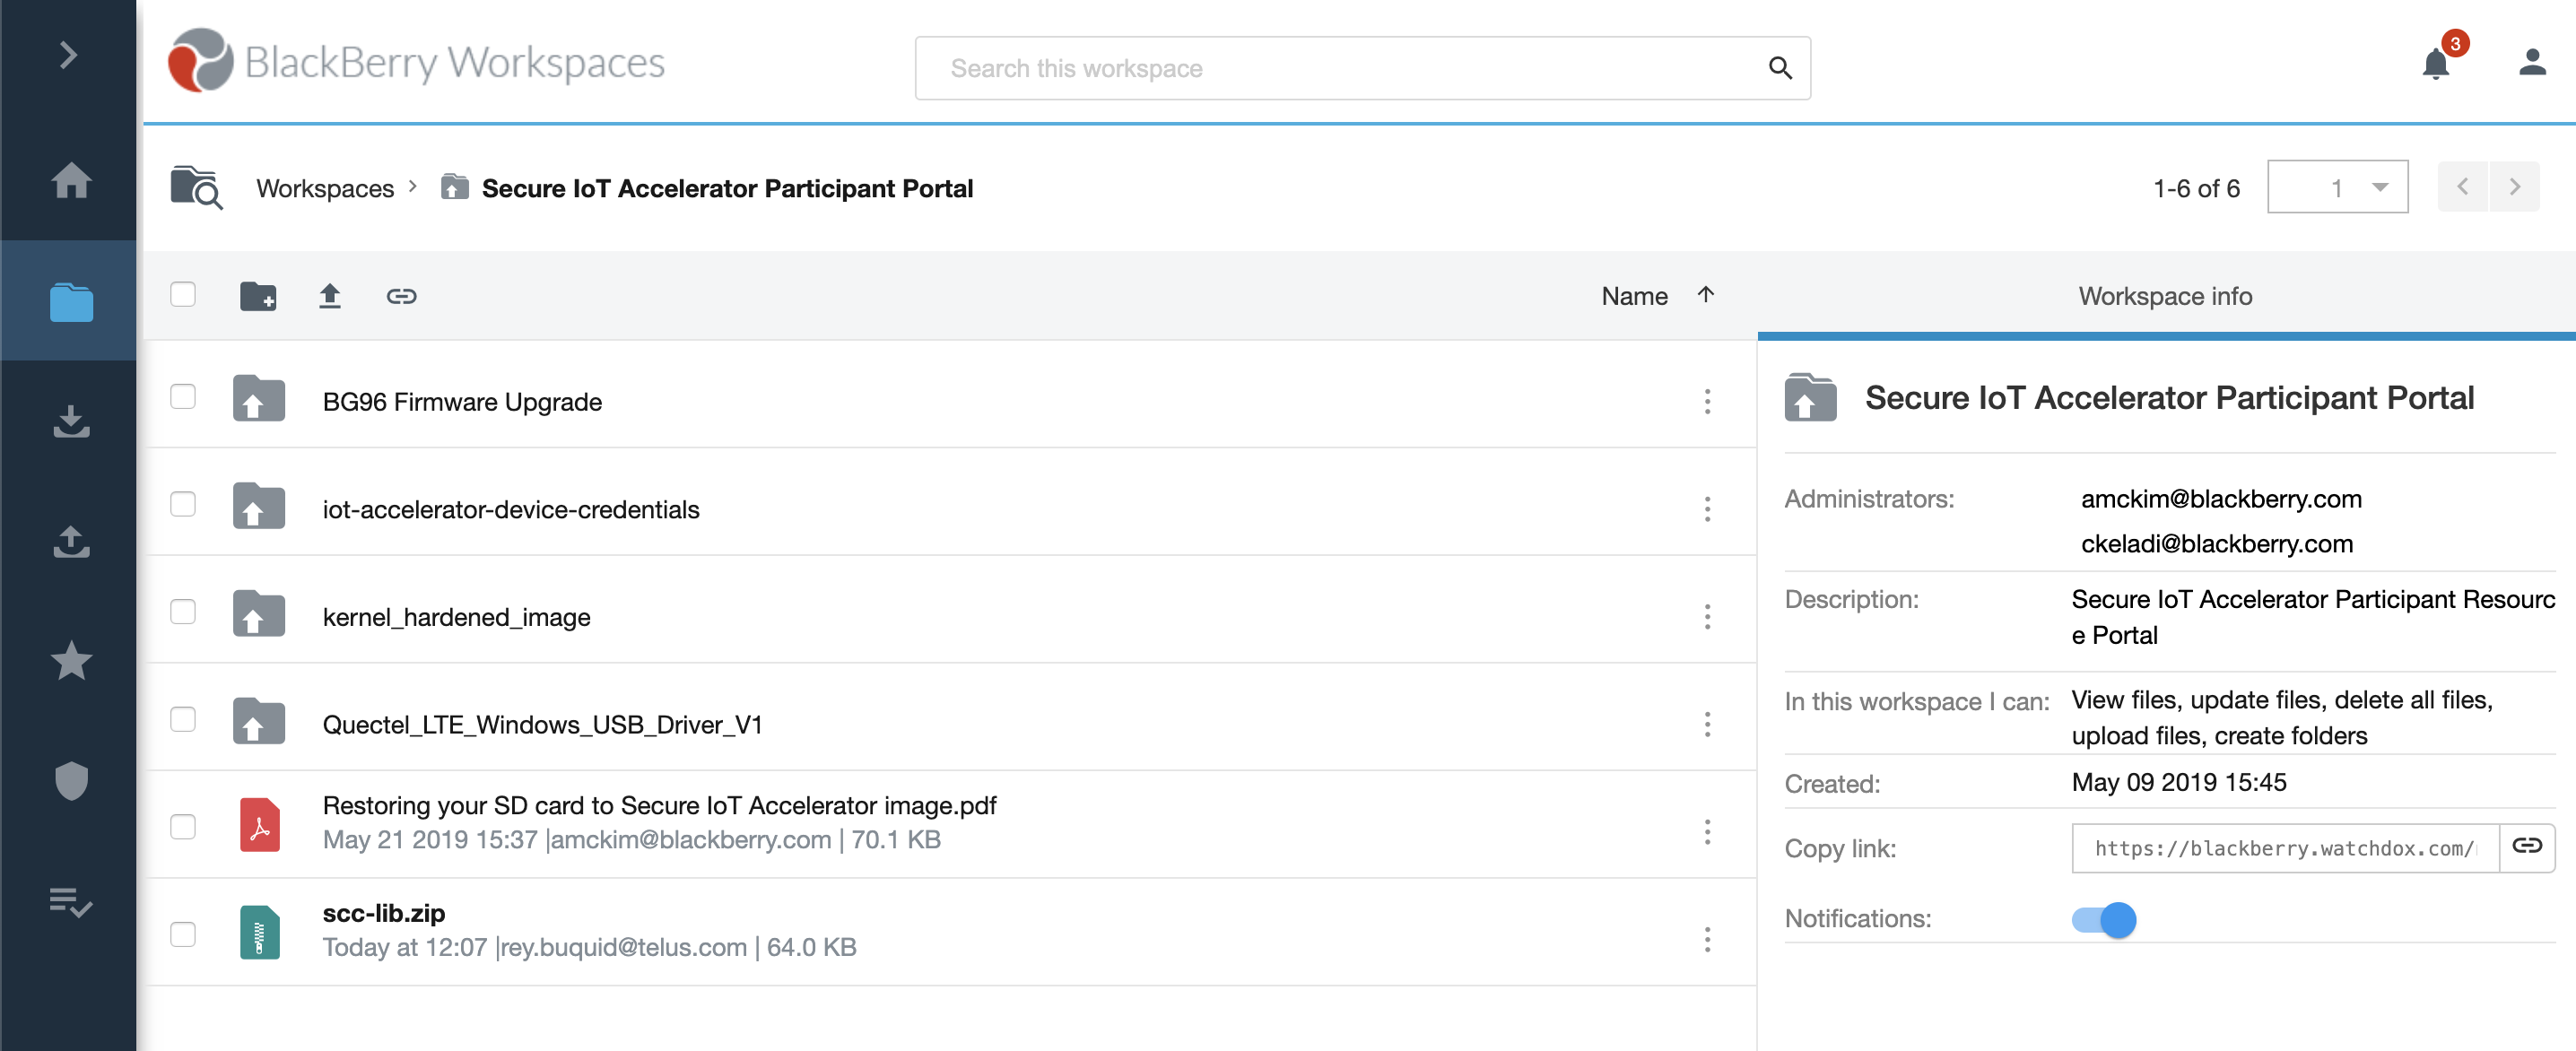 BlackBerry Workspaces
Search this workspace
3
Workspaces > Secure IoT Accelerator Participant Portal
1-6 of 6
1
Name
Workspace info
BG96 Firmware Upgrade
iot-accelerator-device-credentials
kernel_hardened_image
Quectel_LTE_Windows_USB_Driver_V1
Restoring your SD card to Secure IoT Accelerator image.pdf
May 21 2019 15:37 |amckim@blackberry.com | 70.1 KB
scc-lib.zip
Today at 12:07 |rey.buquid@telus.com | 64.0 KB
Secure IoT Accelerator Participant Portal
Administrators: amckim@blackberry.com
ckeladi@blackberry.com
Description: Secure IoT Accelerator Participant Resourc
e Portal
In this workspace I can: View files, update files, delete all files,
upload files, create folders
Created: May 09 2019 15:45
Copy link: https://blackberry.watchdox.com/
Notifications: